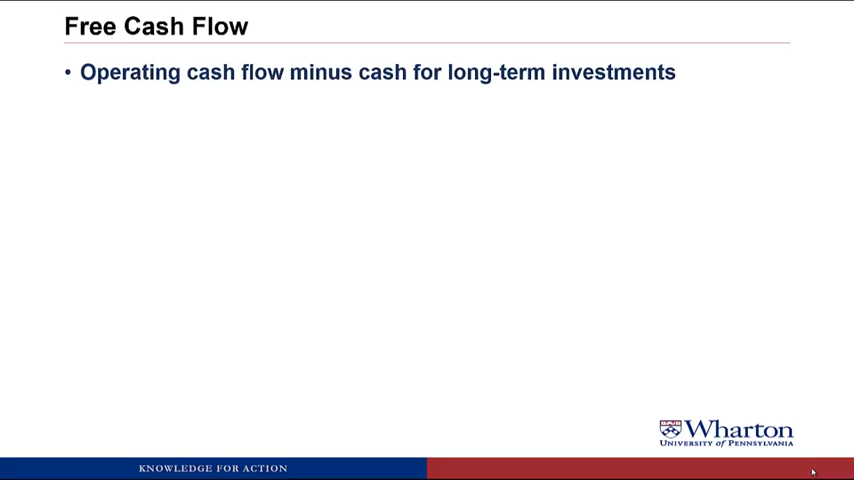 Free Cash Flow
• Operating cash flow minus cash for long-term investments
Wharton
UNIVERSITY of PENNSYLVANIA
KNOWLEDGE FOR ACTION